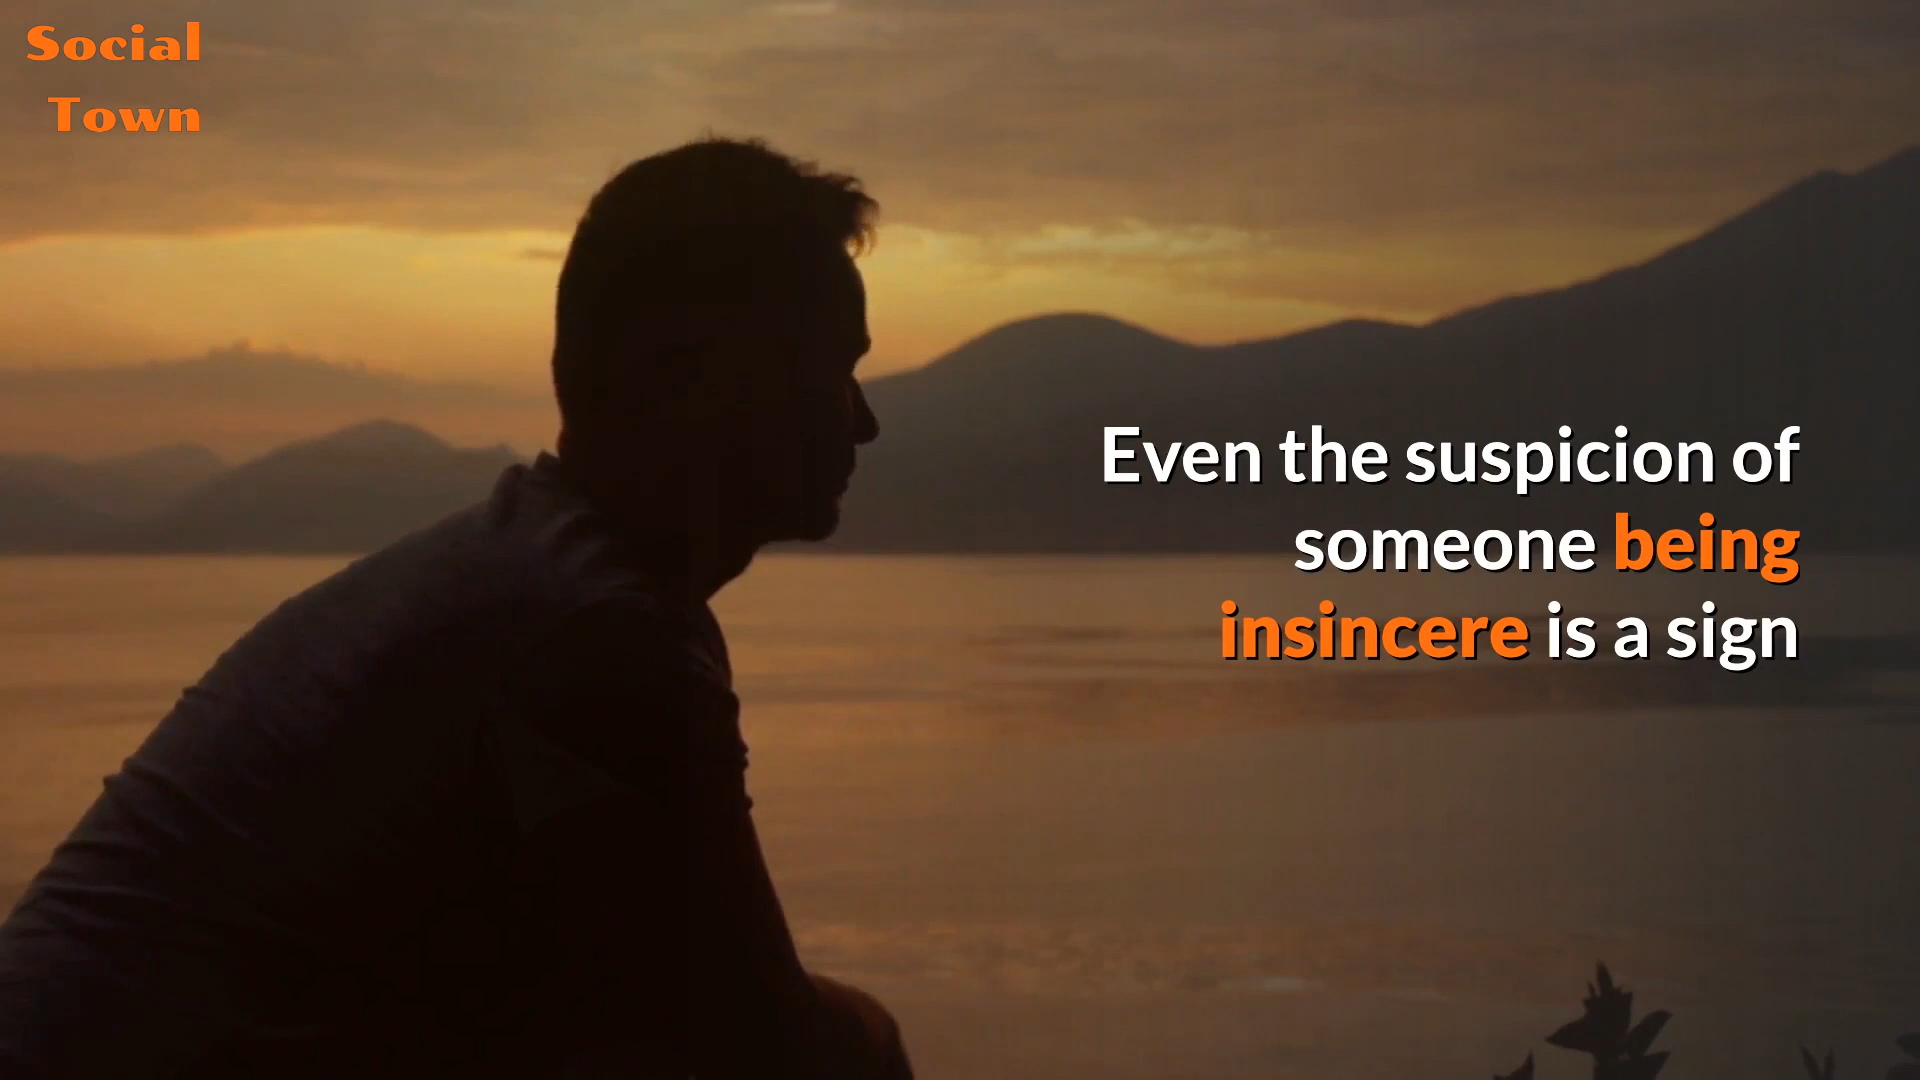 Social
Town
Even the suspicion of
someone being
insincere is a sign